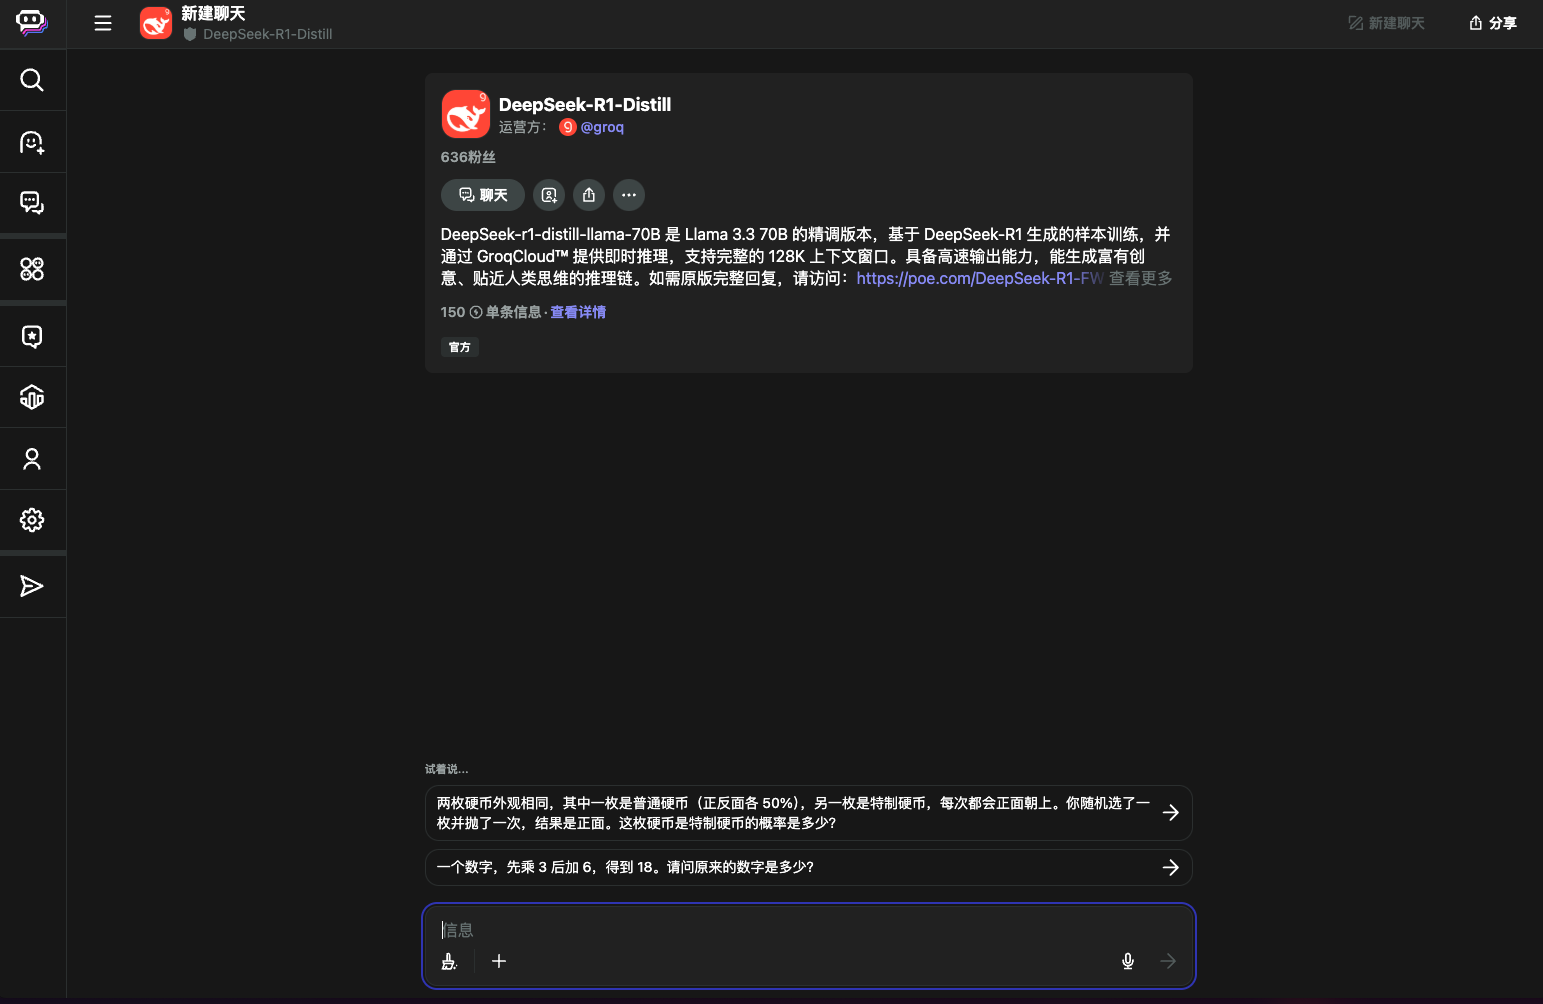 新建聊天
DeepSeek-R1-Distill
新建聊天
分享
DeepSeek-R1-Distill
运营方： @groq
636粉丝
聊天
DeepSeek-r1-distill-llama-70B 是 Llama 3.3 70B 的精调版本，基于 DeepSeek-R1 生成的样本训练，并
通过 GroqCloud™ 提供即时推理，支持完整的 128K 上下文窗口。具备高速输出能力，能生成富有创
意、贴近人类思维的推理链。如需原版完整回复，请访问：https://poe.com/DeepSeek-R1-FW 查看更多
150 单条信息 · 查看详情
官方
试着说...
两枚硬币外观相同，其中一枚是普通硬币（正反面各 50%），另一枚是特制硬币，每次都会正面朝上。你随机选了一
枚并抛了一次，结果是正面。这枚硬币是特制硬币的概率是多少？
一个数字，先乘 3 后加 6，得到 18。请问原来的数字是多少？
信息